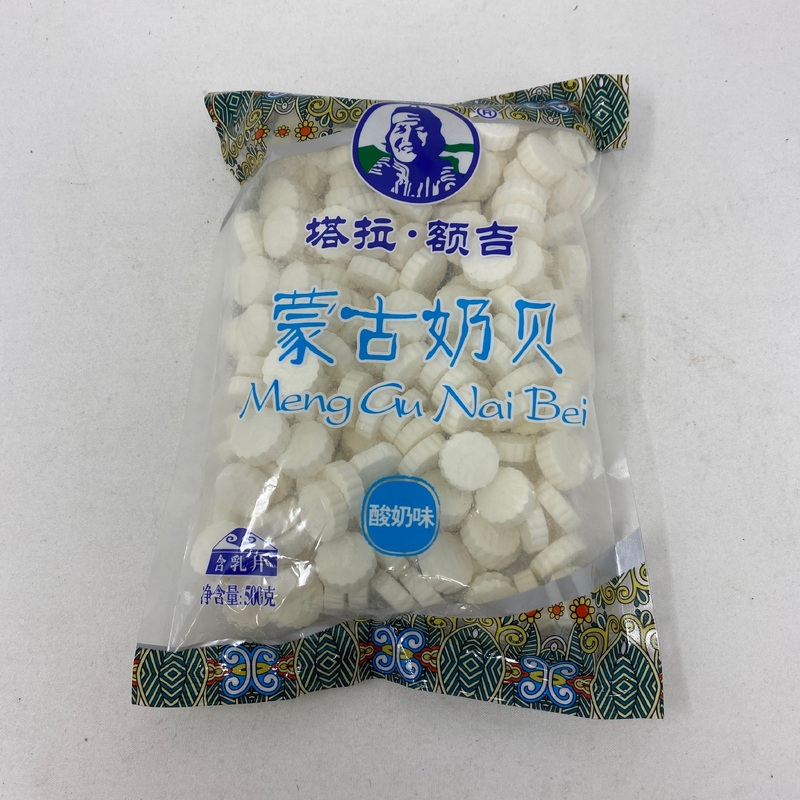 ®
塔拉·额吉
蒙古奶贝
Meng Gu Nai Bei
酸奶味
含乳片
净含量:500克